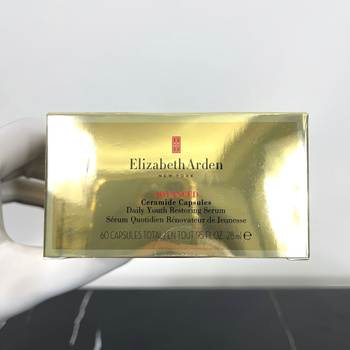 Elizabeth Arden
NEW YORK
ADVANCED
Ceramide Capsules
Daily Youth Restoring Serum
Sérum Quotidien Rénovateur de Jeunesse
60 CAPSULES TOTAL / EN TOUT .95 FL. OZ. / 28 ml ℮